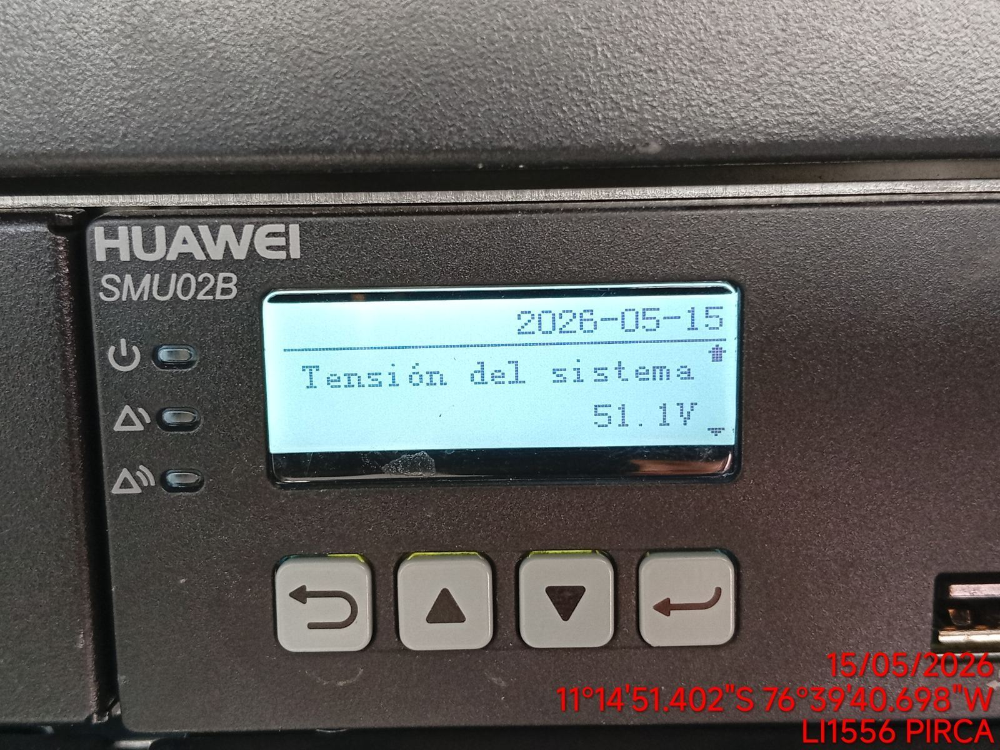 HUAWEI
SMU02B
2026-05-15
Tensión del sistema
51.1V
15/05/2026
11°14'51.402"S 76°39'40.698"W
LI1556 PIRCA